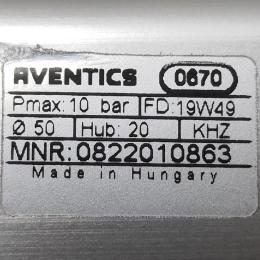 AVENTICS 0670
Pmax: 10 bar FD: 19W49
Ø 50 Hub: 20 KHZ
MNR: 0822010863
Made in Hungary